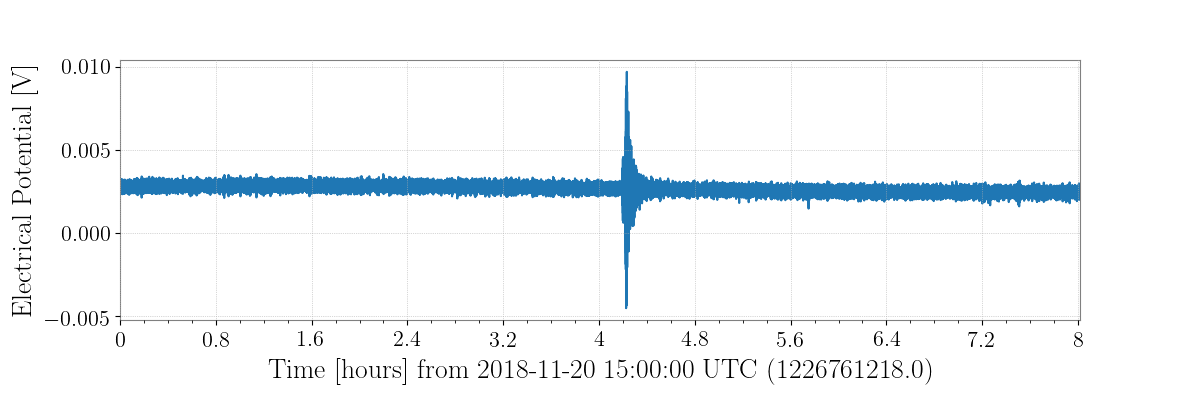 Electrical Potential [V]
0.010
0.005
0.000
−0.005
0 0.8 1.6 2.4 3.2 4 4.8 5.6 6.4 7.2 8
Time [hours] from 2018-11-20 15:00:00 UTC (1226761218.0)